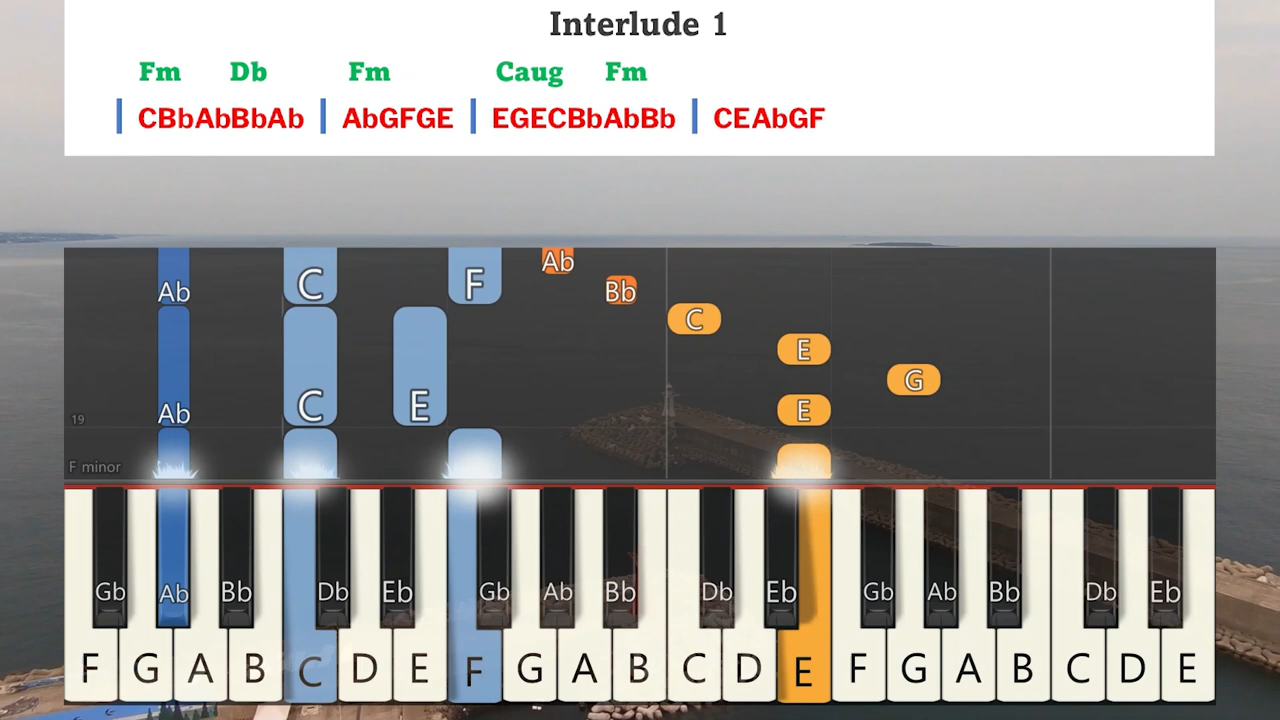 Interlude 1
Fm Db Fm Caug Fm
CBbAbBbAb AbGFGE EGECBbAbBb CEAbGF
Ab C F Ab Bb
C
E
G
Ab C E E
19
F minor
Gb Ab Bb Db Eb Gb Ab Bb Db Eb Gb Ab Bb Db Eb
F G A B C D E F G A B C D E F G A B C D E